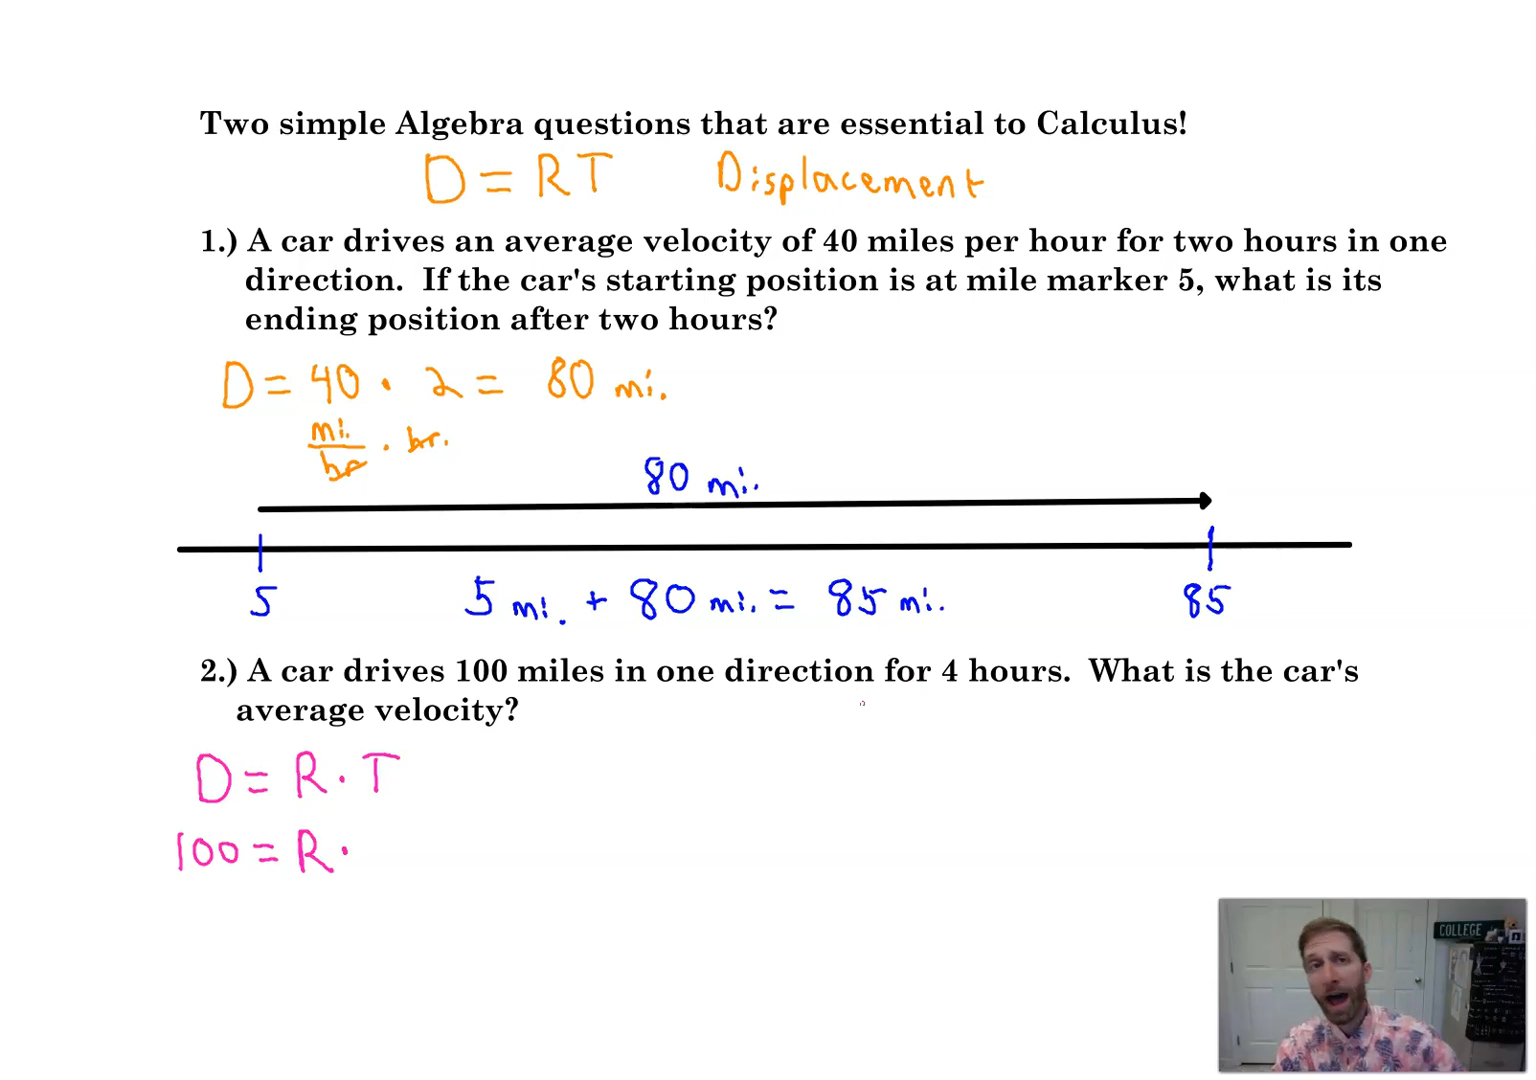 Two simple Algebra questions that are essential to Calculus!
D = RT Displacement
1.) A car drives an average velocity of 40 miles per hour for two hours in one
direction. If the car's starting position is at mile marker 5, what is its
ending position after two hours?
D = 40 · 2 = 80 mi.
mi./hr · hr.
80 mi.
5 5 mi. + 80 mi. = 85 mi. 85
2.) A car drives 100 miles in one direction for 4 hours. What is the car's
average velocity?
D = R · T
100 = R ·
COLLEGE